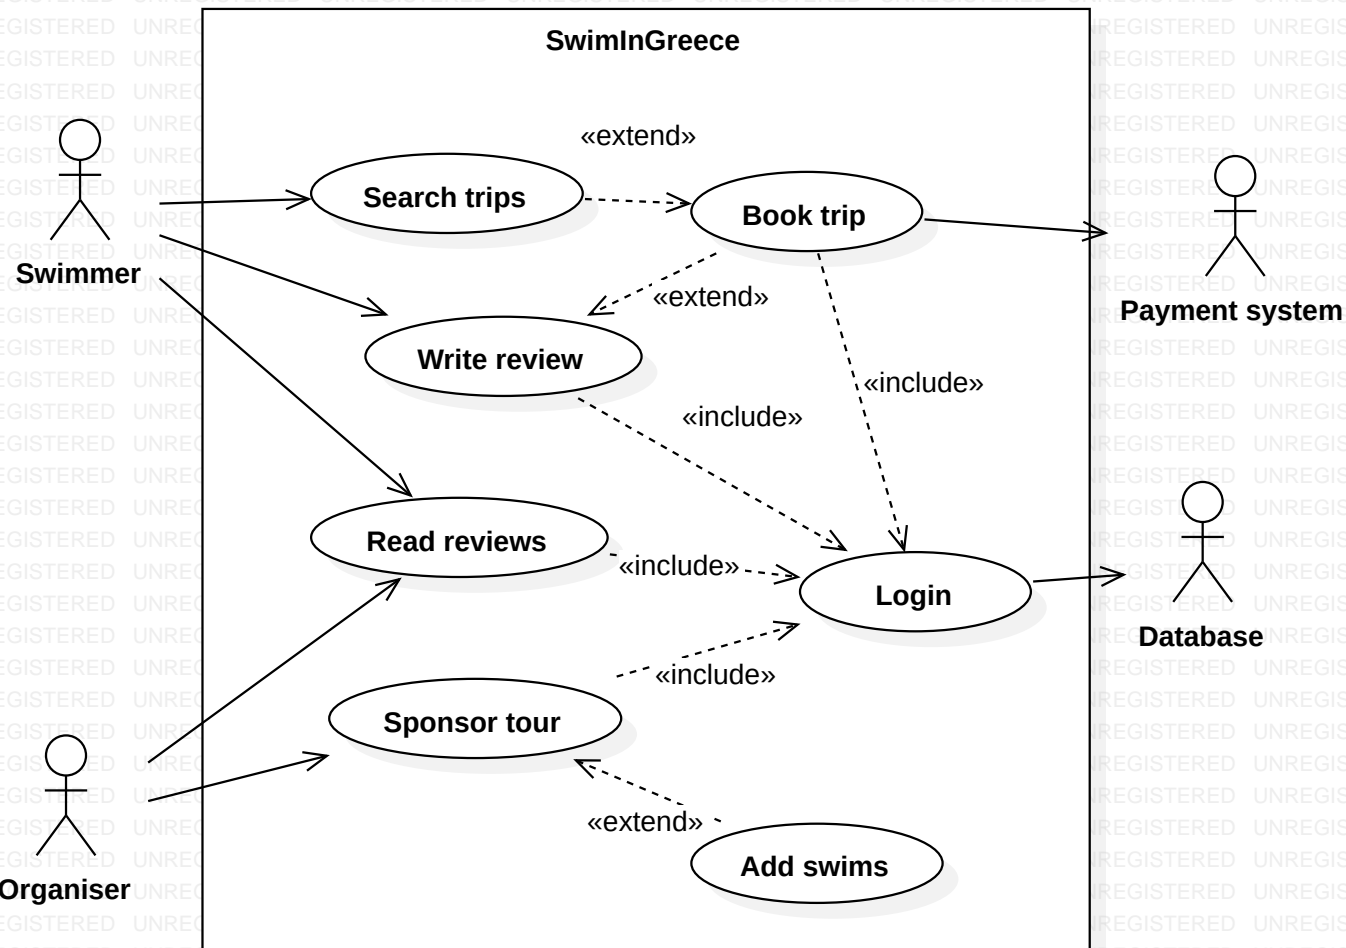 SwimInGreece
«extend»
Search trips
Book trip
Swimmer
«extend»
Payment system
Write review
«include»
«include»
Read reviews
«include»
Login
Database
«include»
Sponsor tour
«extend»
Add swims
Organiser
UNREGISTERED